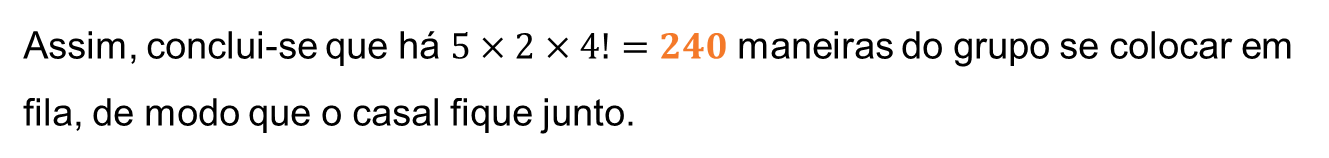 Assim, conclui-se que há 5 × 2 × 4! = 240 maneiras do grupo se colocar em
fila, de modo que o casal fique junto.